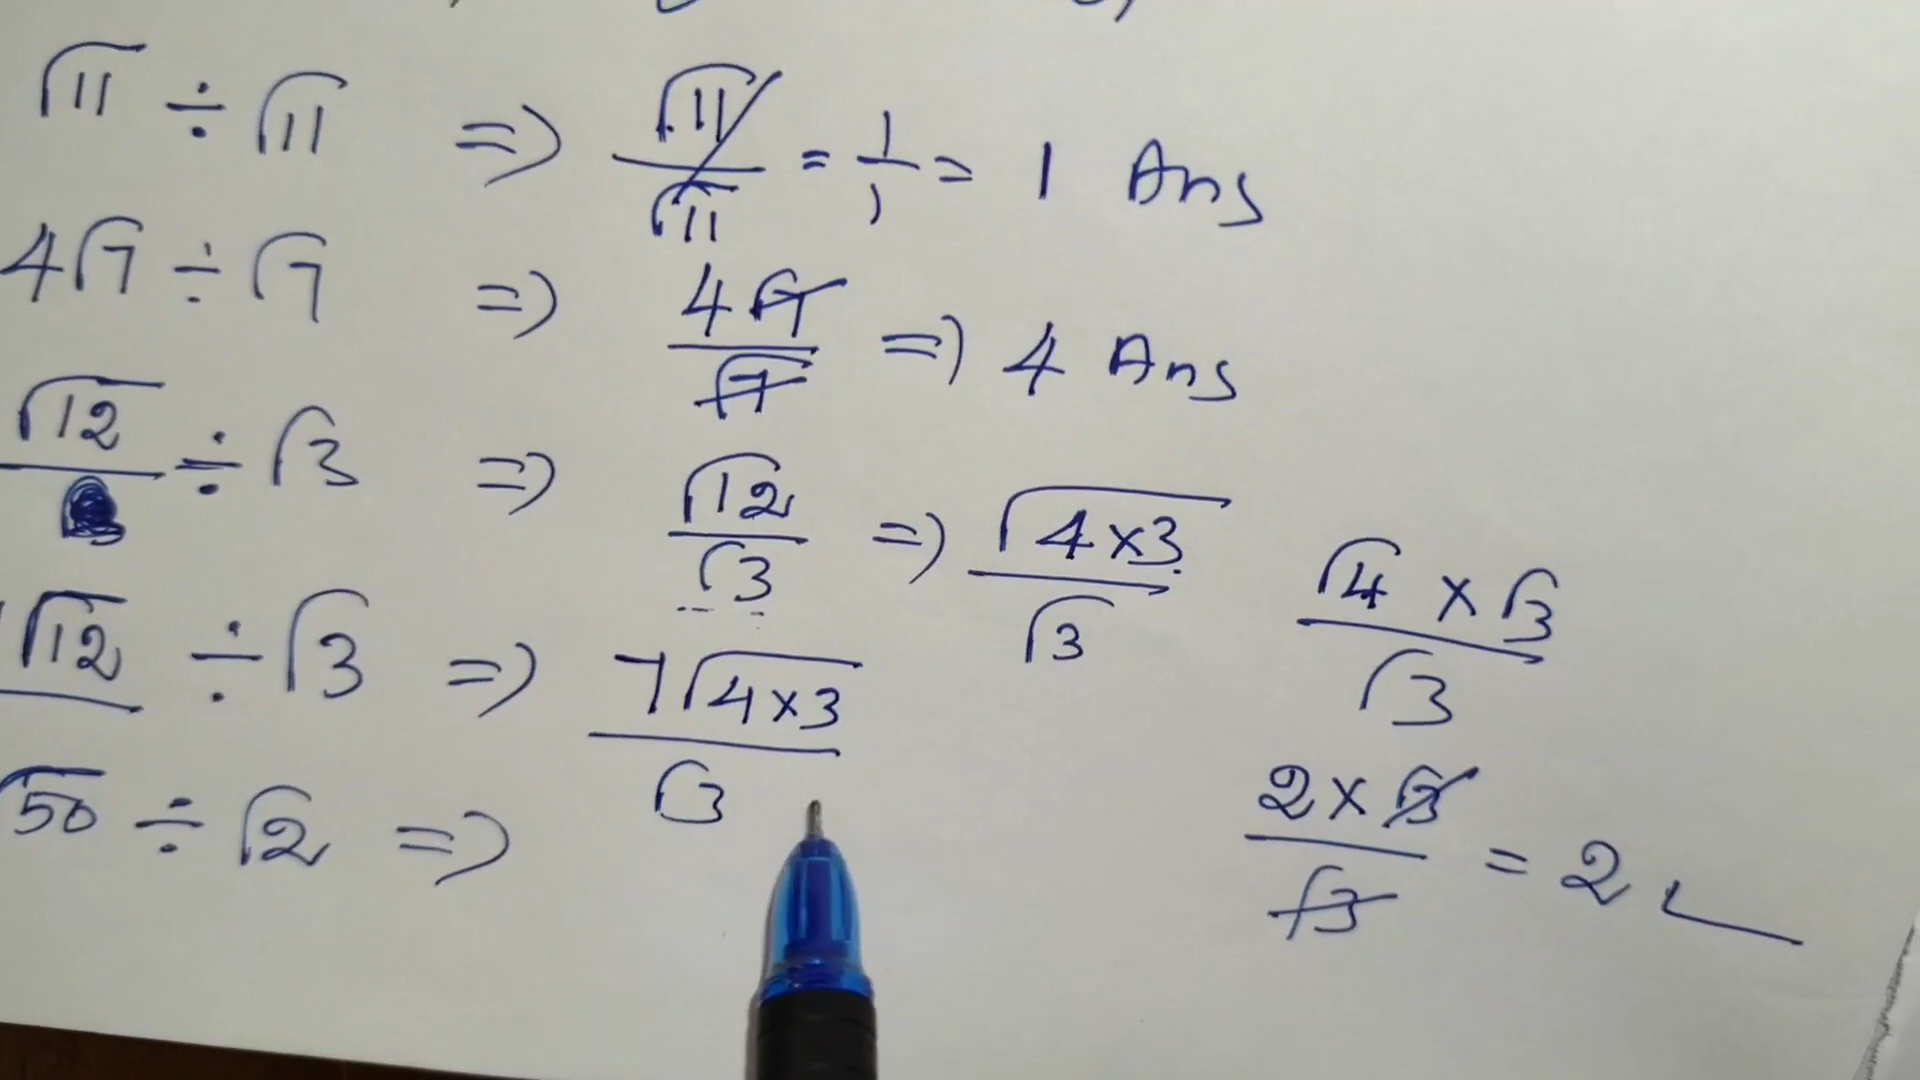 √11 ÷ √11 => √11/√11 = 1/1 = 1 Ans
4√7 ÷ √7 => 4√7/√7 => 4 Ans
√12 ÷ √3 => √12/√3 => √4×3/√3 √4 × √3/√3
2 × √3/√3 = 2
√12 ÷ √3 => 7√4×3/√3
√50 ÷ √2 =>